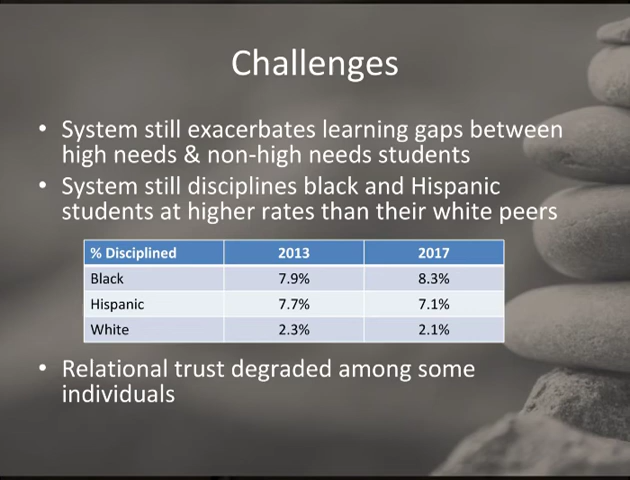 Challenges
• System still exacerbates learning gaps between
high needs & non-high needs students
• System still disciplines black and Hispanic
students at higher rates than their white peers
% Disciplined 2013 2017
Black 7.9% 8.3%
Hispanic 7.7% 7.1%
White 2.3% 2.1%
• Relational trust degraded among some
individuals